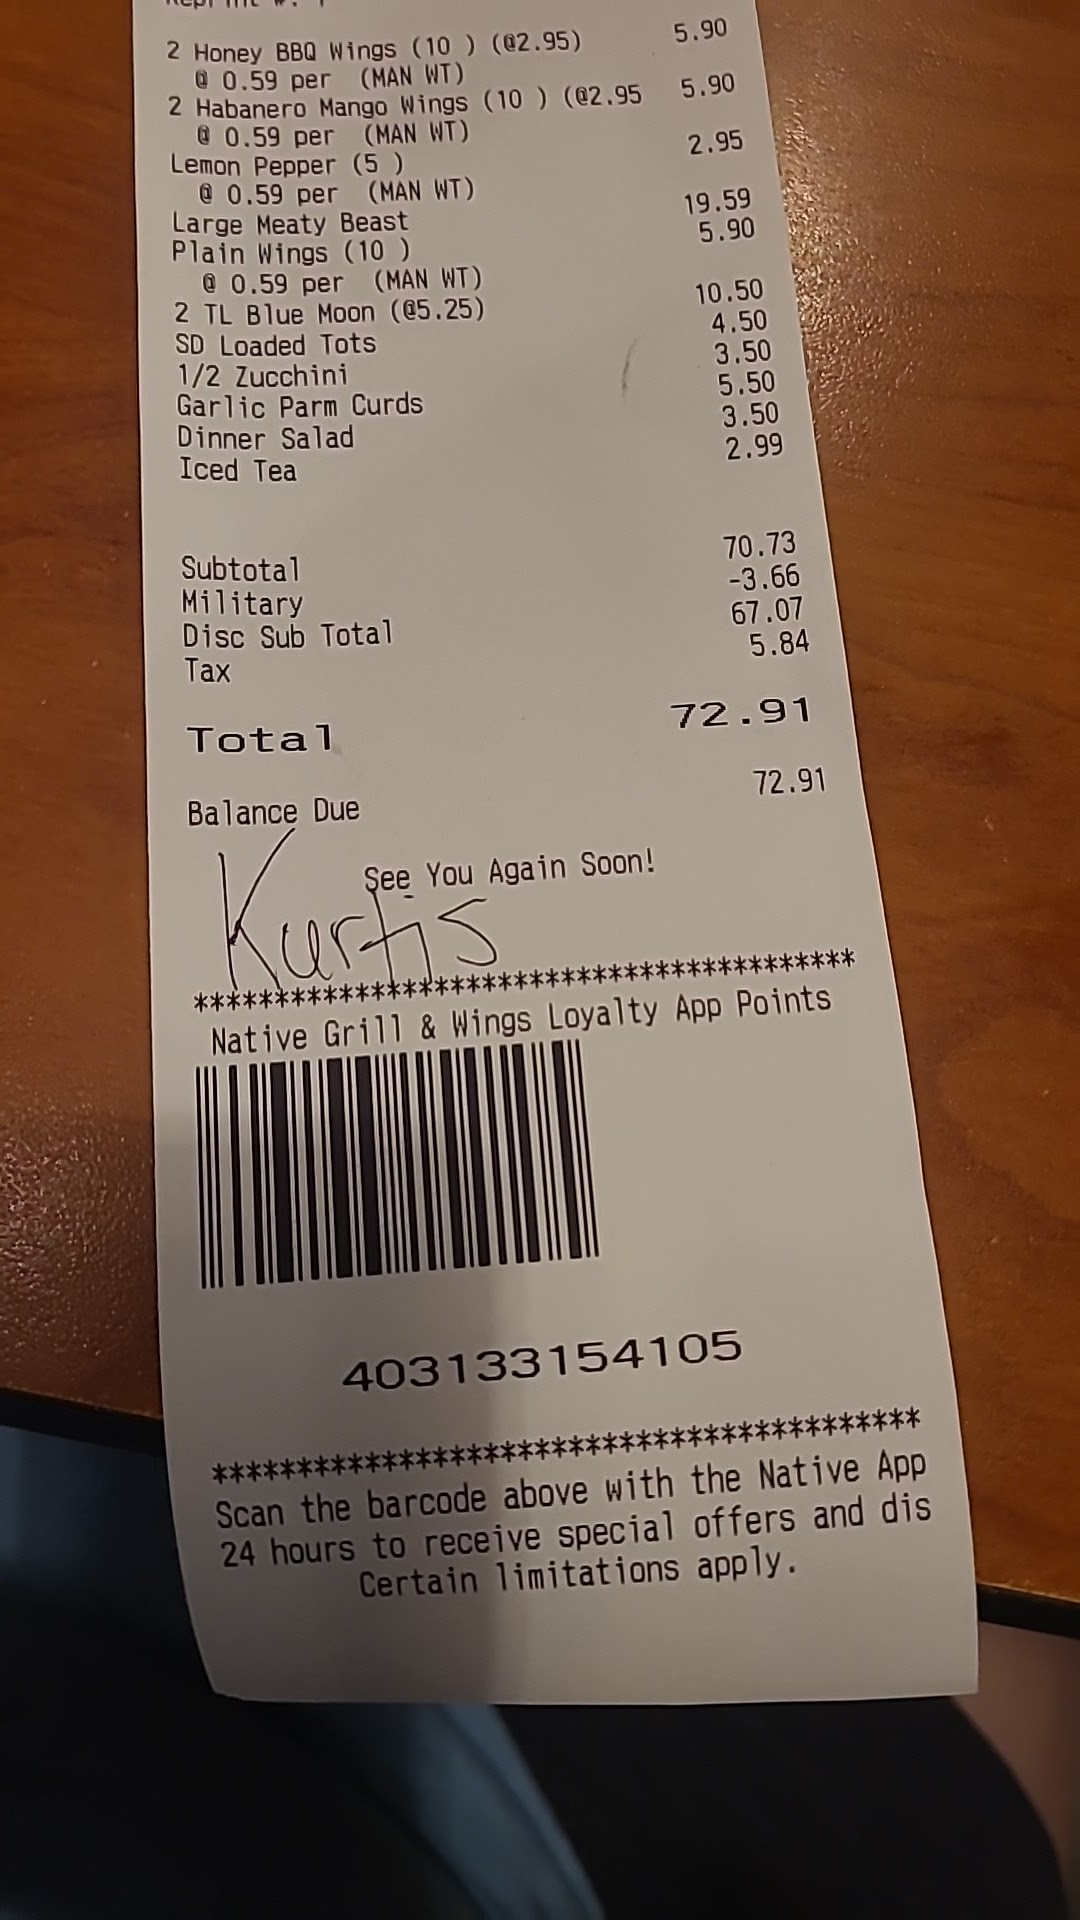 2 Honey BBQ Wings (10 ) (@2.95) 5.90
@ 0.59 per (MAN WT)
2 Habanero Mango Wings (10 ) (@2.95 5.90
@ 0.59 per (MAN WT)
Lemon Pepper (5 ) 2.95
@ 0.59 per (MAN WT)
Large Meaty Beast 19.59
Plain Wings (10 ) 5.90
@ 0.59 per (MAN WT)
2 TL Blue Moon (@5.25) 10.50
SD Loaded Tots 4.50
1/2 Zucchini 3.50
Garlic Parm Curds 5.50
Dinner Salad 3.50
Iced Tea 2.99
Subtotal 70.73
Military -3.66
Disc Sub Total 67.07
Tax 5.84
Total 72.91
Balance Due 72.91
See You Again Soon!
Kurtis
*****************************************
Native Grill & Wings Loyalty App Points
403133154105
*****************************************
Scan the barcode above with the Native App
24 hours to receive special offers and dis
Certain limitations apply.